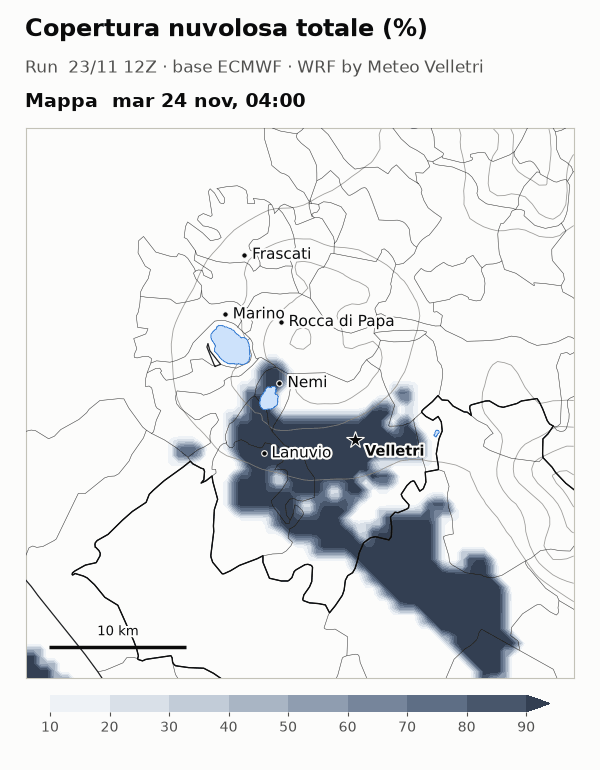 Copertura nuvolosa totale (%)
Run  23/11 12Z · base ECMWF · WRF by Meteo Velletri
Mappa  mar 24 nov, 04:00
Frascati
Marino
Rocca di Papa
Nemi
Velletri
Lanuvio
10 km
10 20 30 40 50 60 70 80 90